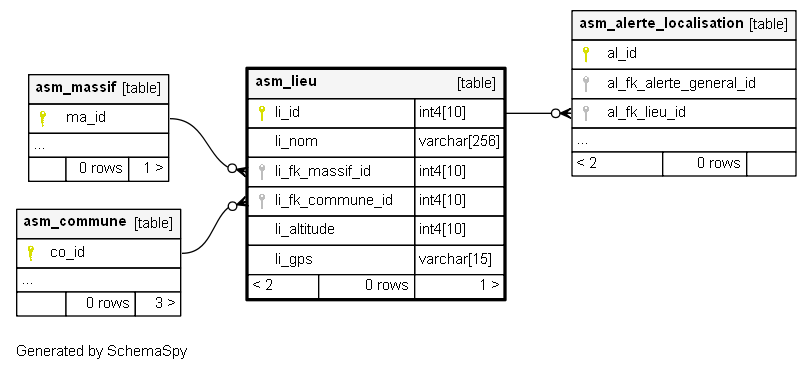 asm_alerte_localisation [table]
al_id
al_fk_alerte_general_id
al_fk_lieu_id
...
< 2 0 rows
asm_massif [table]
ma_id
...
0 rows 1 >
asm_lieu [table]
li_id int4[10]
li_nom varchar[256]
li_fk_massif_id int4[10]
li_fk_commune_id int4[10]
li_altitude int4[10]
li_gps varchar[15]
< 2 0 rows 1 >
asm_commune [table]
co_id
...
0 rows 3 >
Generated by SchemaSpy